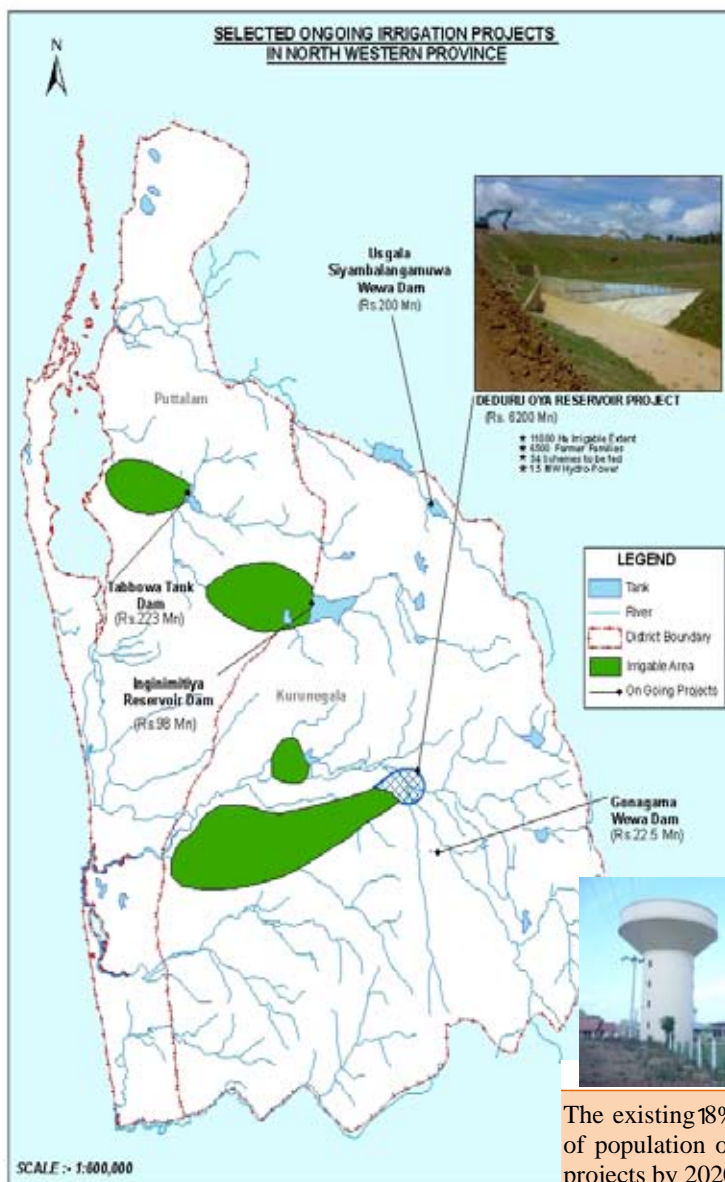 SELECTED ONGOING IRRIGATION PROJECTS
IN NORTH WESTERN PROVINCE
N
Usgala
Siyambalangamuwa
Wewa Dam
(Rs.200 Mn)
DEDURU OYA RESERVOIR PROJECT
(Rs. 6200 Mn)
★ 11000 Ha Irrigable Extent
Farmer Families
Schemes to be fed
★ 1.5 MW Hydro Power
Puttalam
Tabbowa Tank
Dam
(Rs.223 Mn)
LEGEND
Tank
River
District Boundary
Irrigable Area
On Going Projects
Inginimitiya
Reservoir Dam
(Rs.98 Mn)
Kurunegala
Gonagama
Wewa Dam
(Rs.22.5 Mn)
The existing 18%
of population o
projects by 2020
SCALE :- 1:600,000